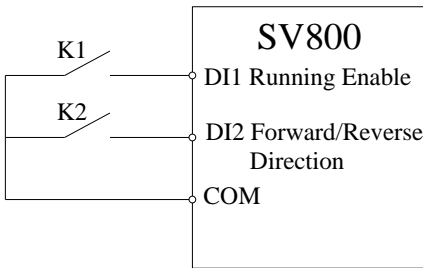 SV800
K1
DI1 Running Enable
K2
DI2 Forward/Reverse
Direction
COM